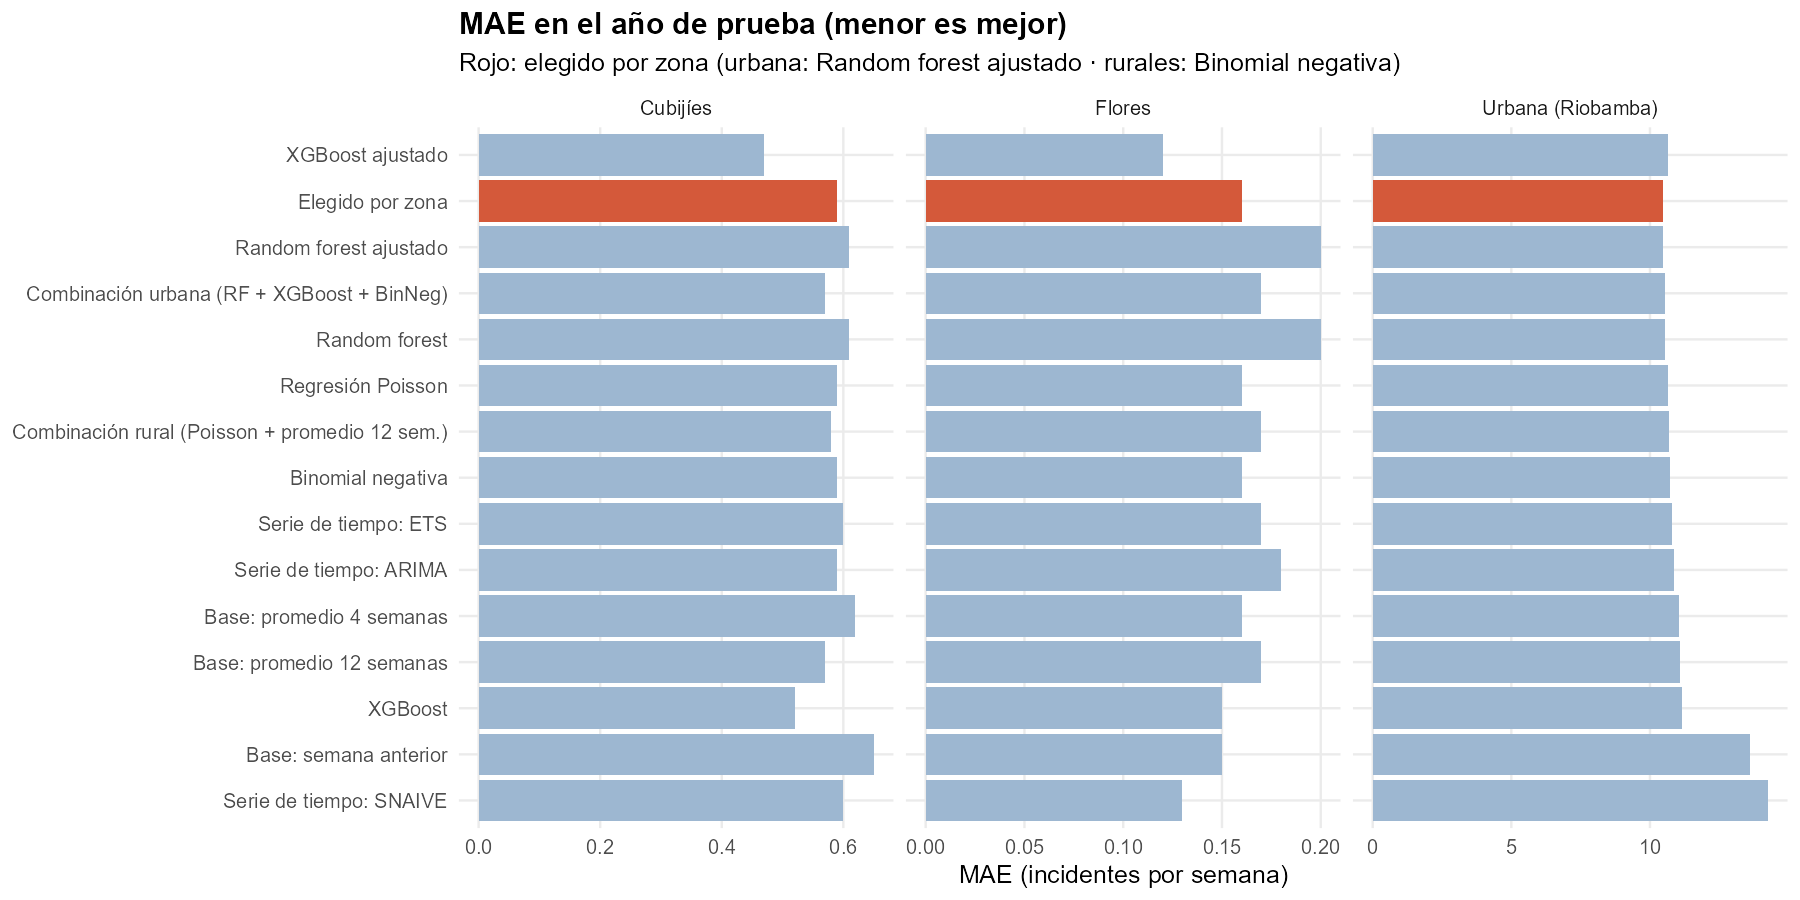 MAE en el año de prueba (menor es mejor)
Rojo: elegido por zona (urbana: Random forest ajustado · rurales: Binomial negativa)
Cubijíes
Flores
Urbana (Riobamba)
XGBoost ajustado
Elegido por zona
Random forest ajustado
Combinación urbana (RF + XGBoost + BinNeg)
Random forest
Regresión Poisson
Combinación rural (Poisson + promedio 12 sem.)
Binomial negativa
Serie de tiempo: ETS
Serie de tiempo: ARIMA
Base: promedio 4 semanas
Base: promedio 12 semanas
XGBoost
Base: semana anterior
Serie de tiempo: SNAIVE
0.0 0.2 0.4 0.6
0.00 0.05 0.10 0.15 0.20
0 5 10
MAE (incidentes por semana)